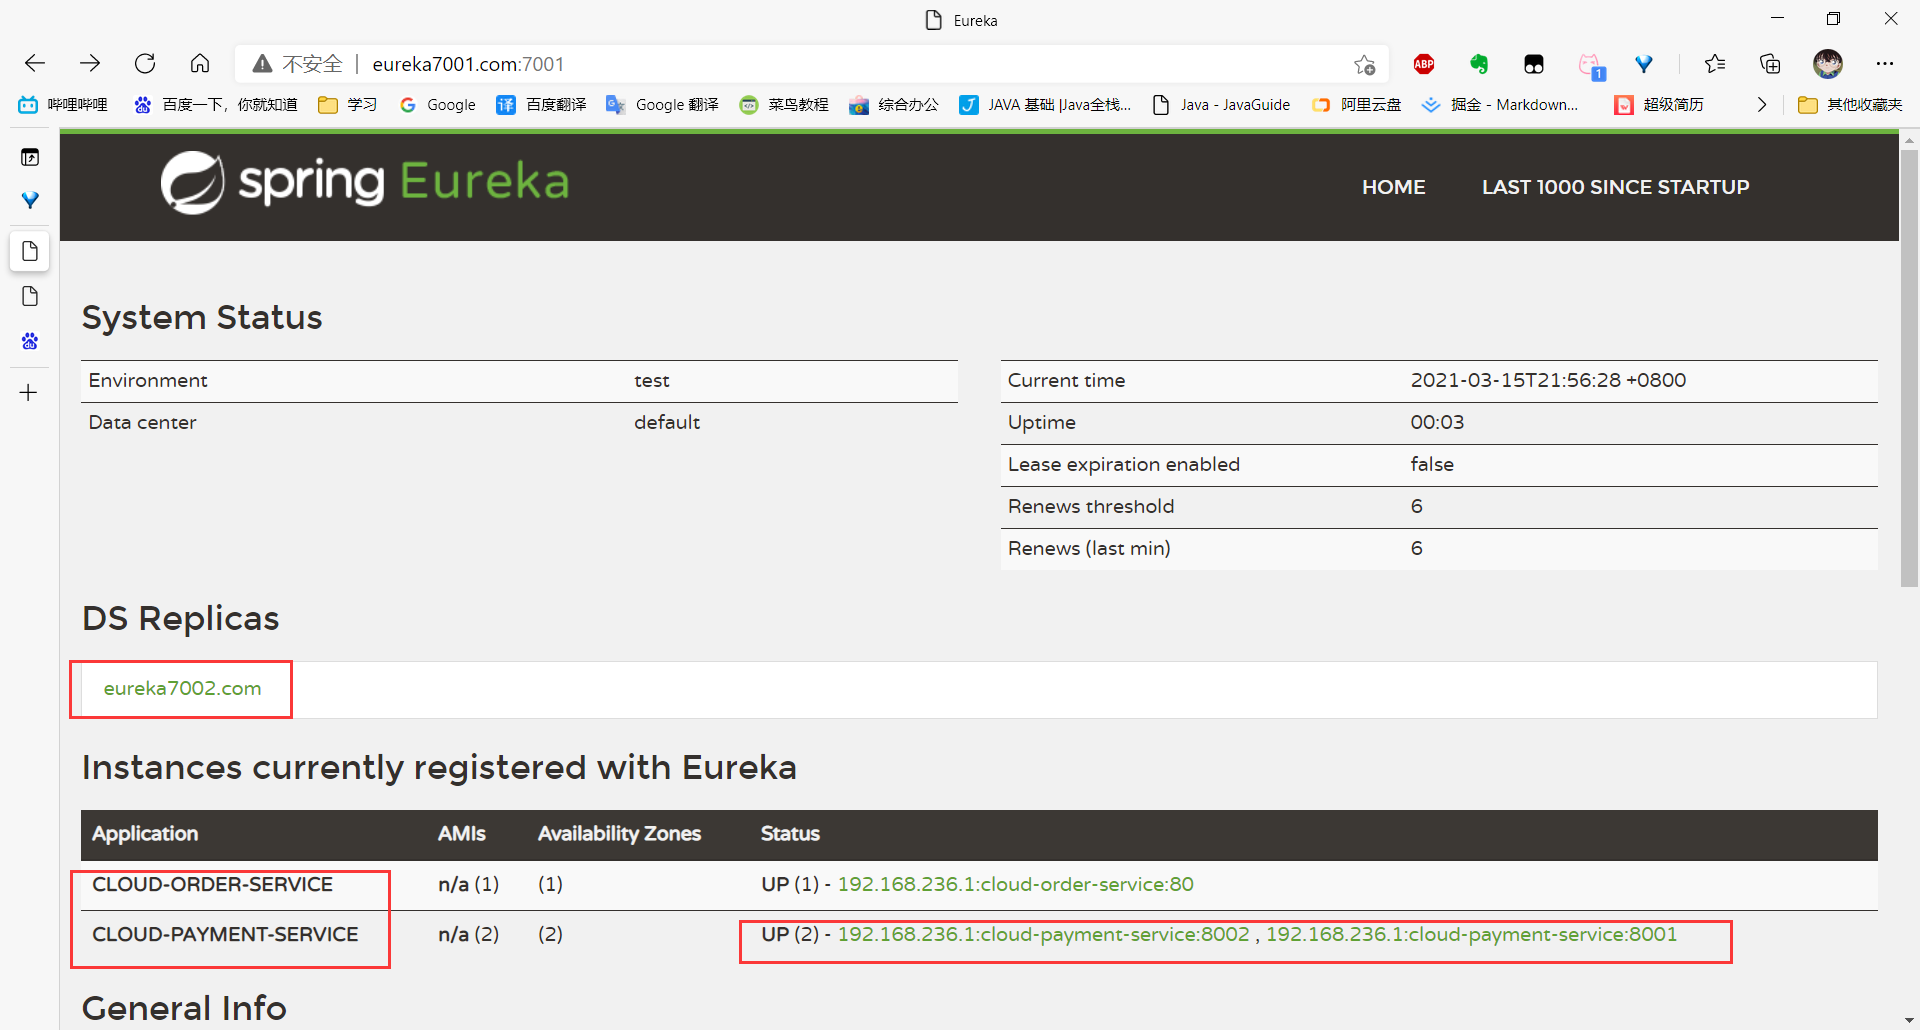 Eureka
不安全 | eureka7001.com:7001
ABP
1
哔哩哔哩 百度一下，你就知道 学习 Google 译 百度翻译 Google 翻译 菜鸟教程 综合办公 JAVA 基础 |Java全栈... Java - JavaGuide 阿里云盘 掘金 - Markdown... 超级简历 其他收藏夹
spring Eureka
HOME LAST 1000 SINCE STARTUP
System Status
Environment test
Data center default
Current time 2021-03-15T21:56:28 +0800
Uptime 00:03
Lease expiration enabled false
Renews threshold 6
Renews (last min) 6
DS Replicas
eureka7002.com
Instances currently registered with Eureka
Application AMIs Availability Zones Status
CLOUD-ORDER-SERVICE n/a (1) (1) UP (1) - 192.168.236.1:cloud-order-service:80
CLOUD-PAYMENT-SERVICE n/a (2) (2) UP (2) - 192.168.236.1:cloud-payment-service:8002 , 192.168.236.1:cloud-payment-service:8001
General Info